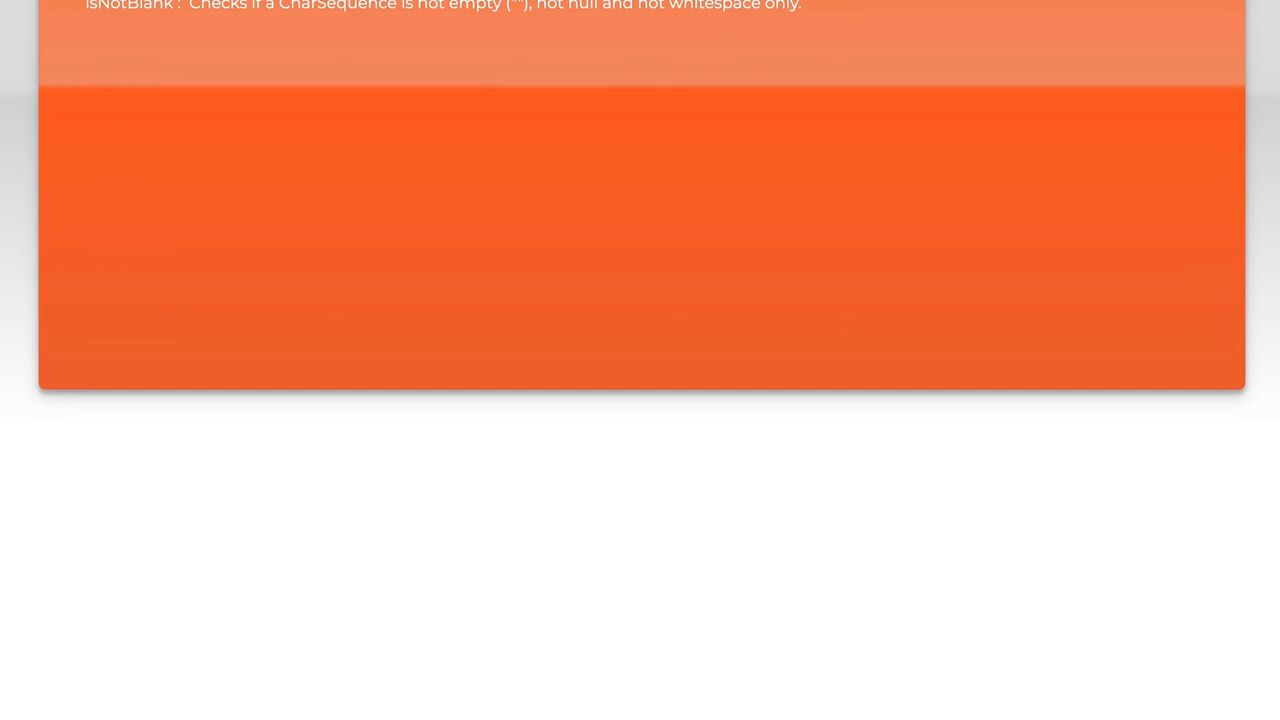 isNotBlank : Checks if a CharSequence is not empty (""), not null and not whitespace only.